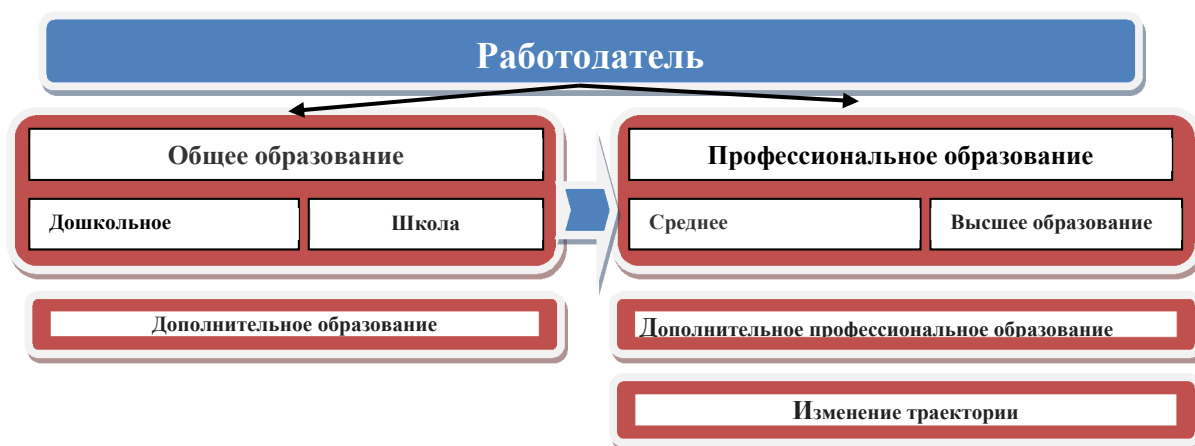 Работодатель
Общее образование
Профессиональное образование
Дошкольное
Школа
Среднее
Высшее образование
Дополнительное образование
Дополнительное профессиональное образование
Изменение траектории